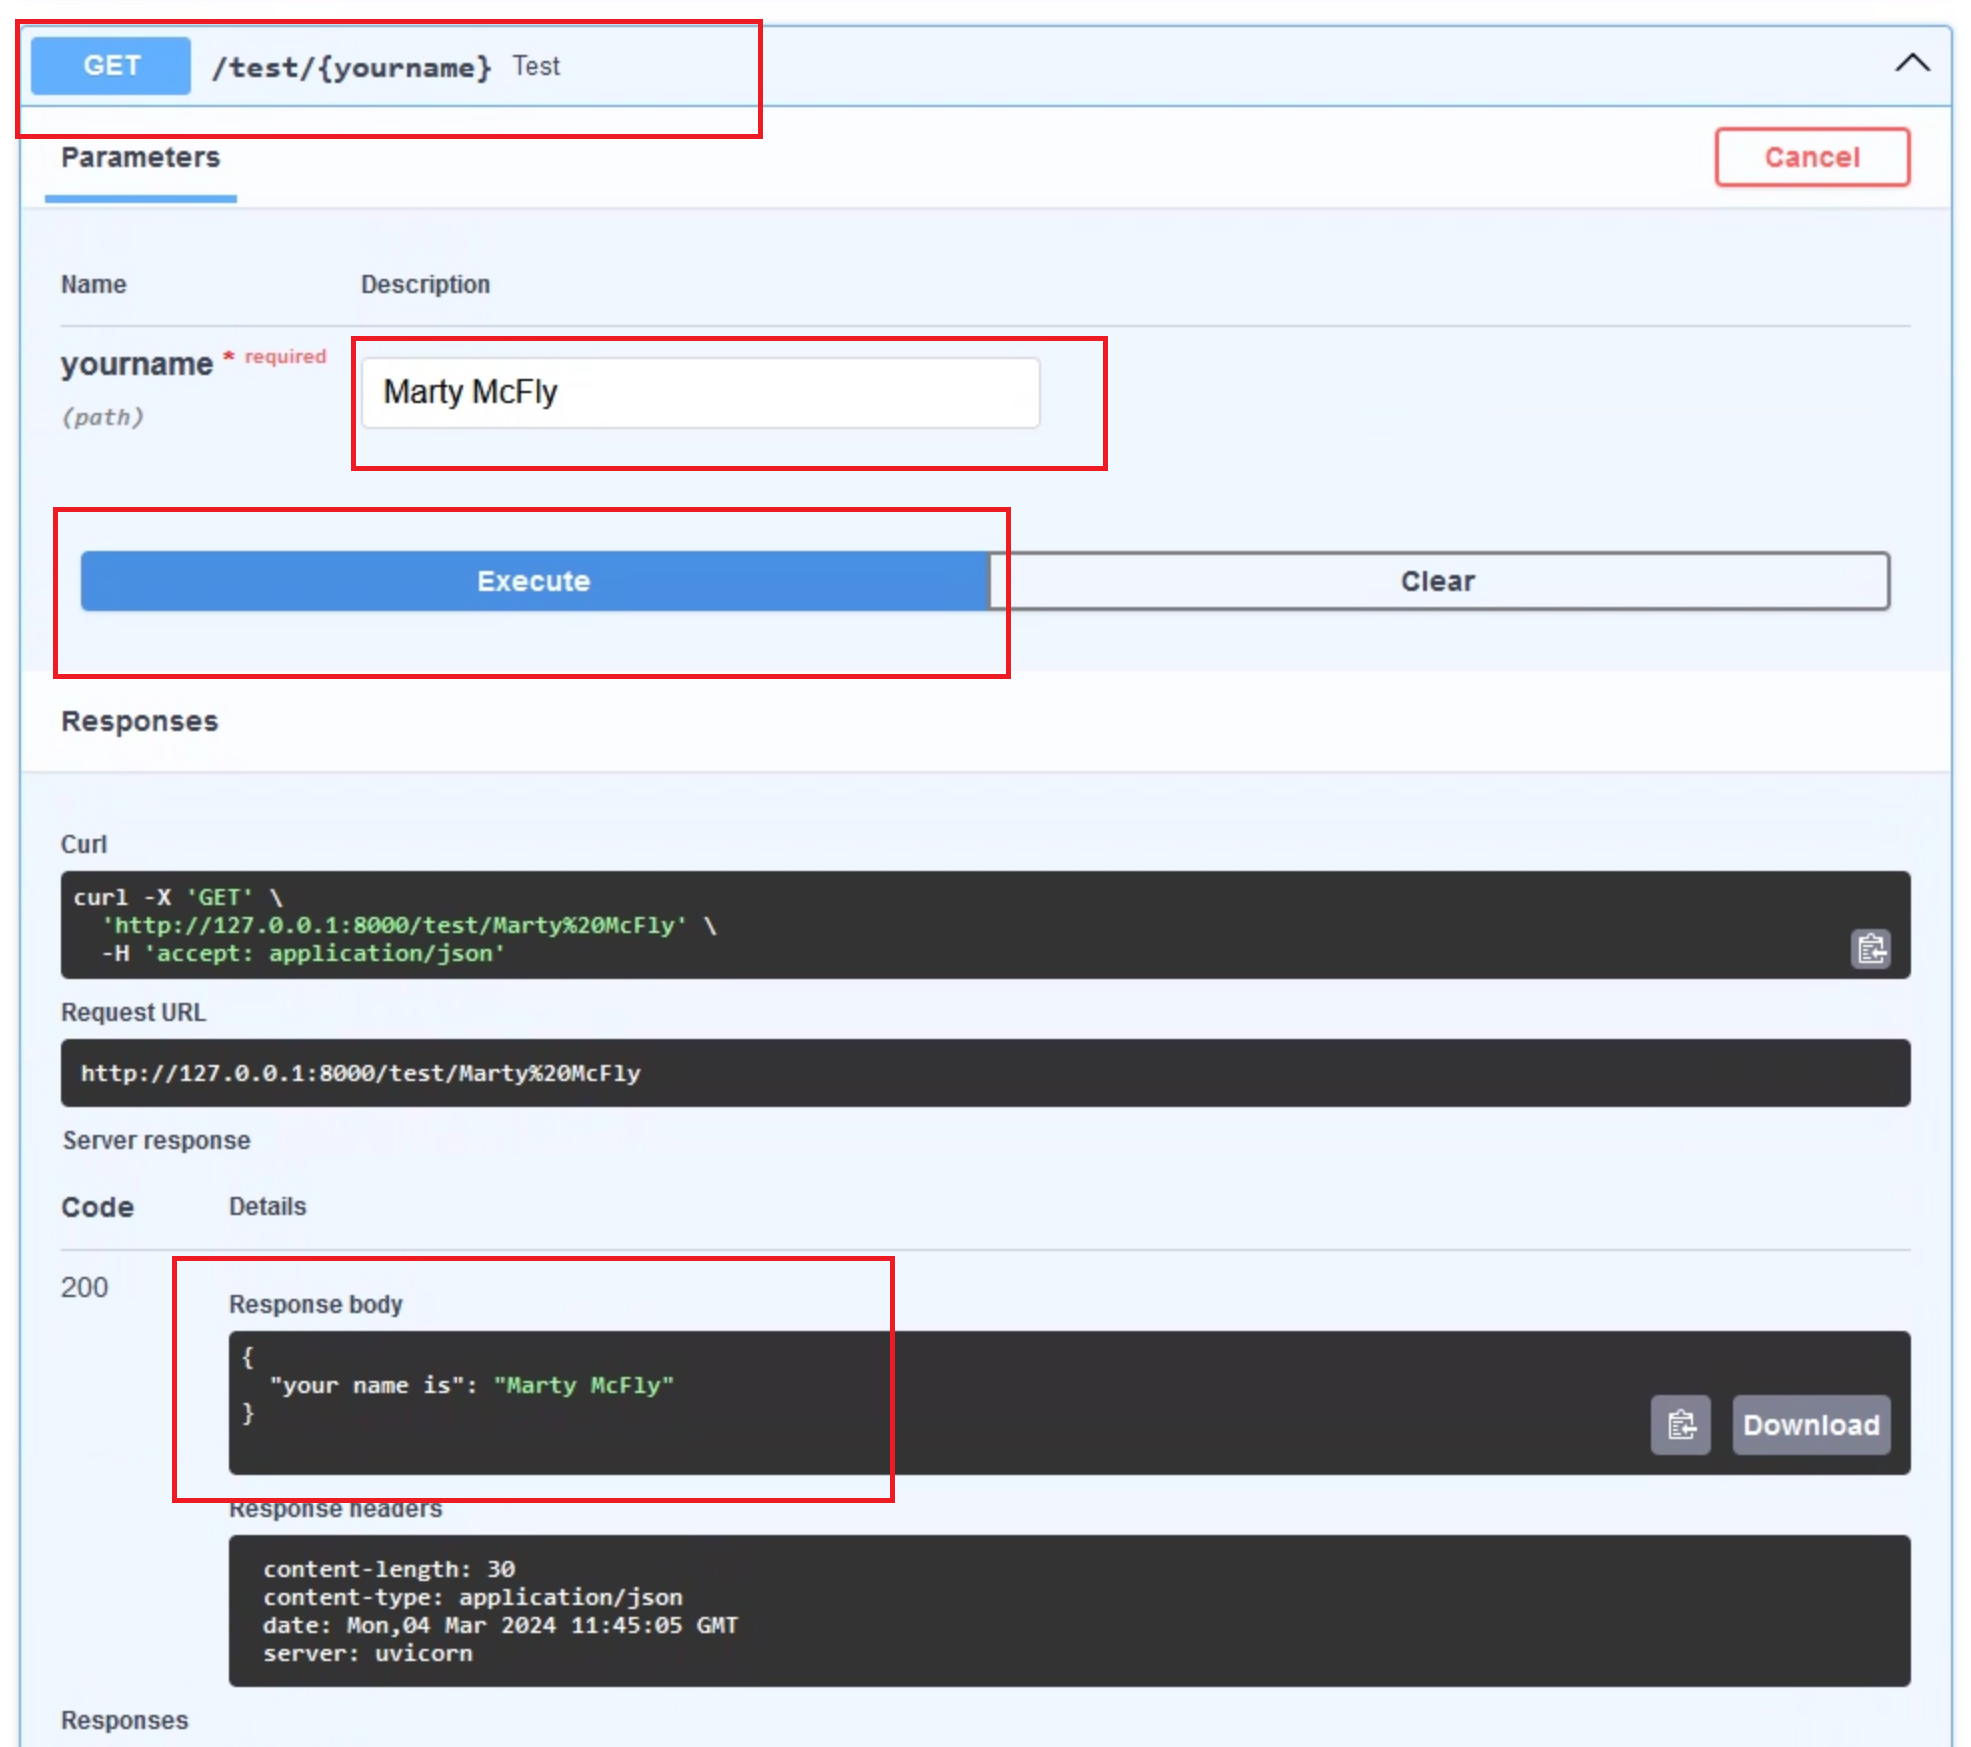 GET /test/{yourname} Test
Parameters
Cancel
Name Description
yourname * required
(path)
Marty McFly
Execute Clear
Responses
Curl
curl -X 'GET' \
  'http://127.0.0.1:8000/test/Marty%20McFly' \
  -H 'accept: application/json'
Request URL
http://127.0.0.1:8000/test/Marty%20McFly
Server response
Code Details
200
Response body
{
  "your name is": "Marty McFly"
}
Download
Response headers
content-length: 30
content-type: application/json
date: Mon,04 Mar 2024 11:45:05 GMT
server: uvicorn
Responses